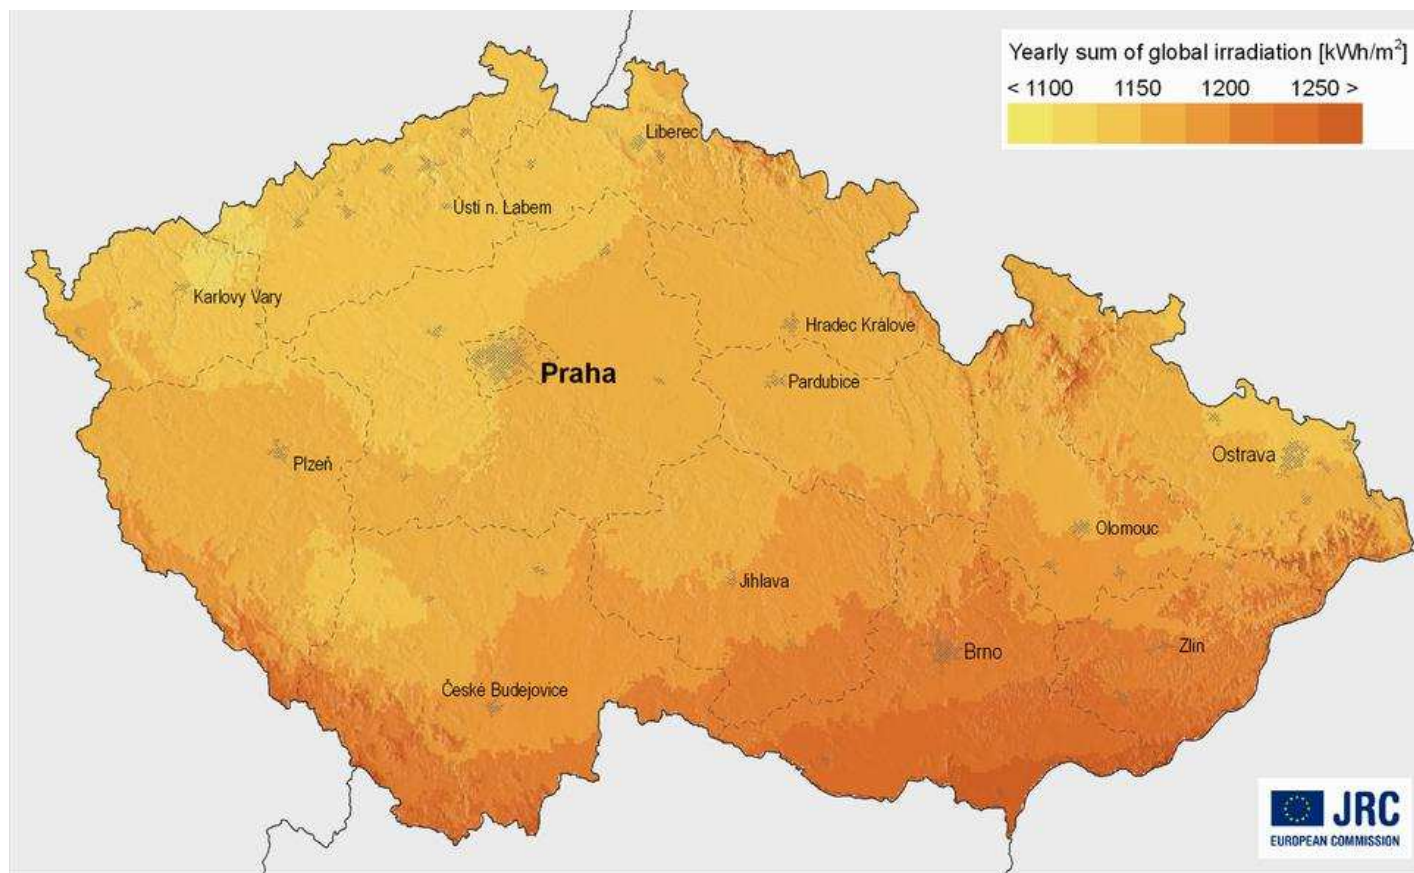 Yearly sum of global irradiation [kWh/m²]
< 1100 1150 1200 1250 >
Liberec
Ústí n. Labem
Karlovy Vary
Hradec Králové
Praha
Pardubice
Plzeň
Ostrava
Olomouc
Jihlava
Brno
Zlín
České Budejovice
JRC
EUROPEAN COMMISSION